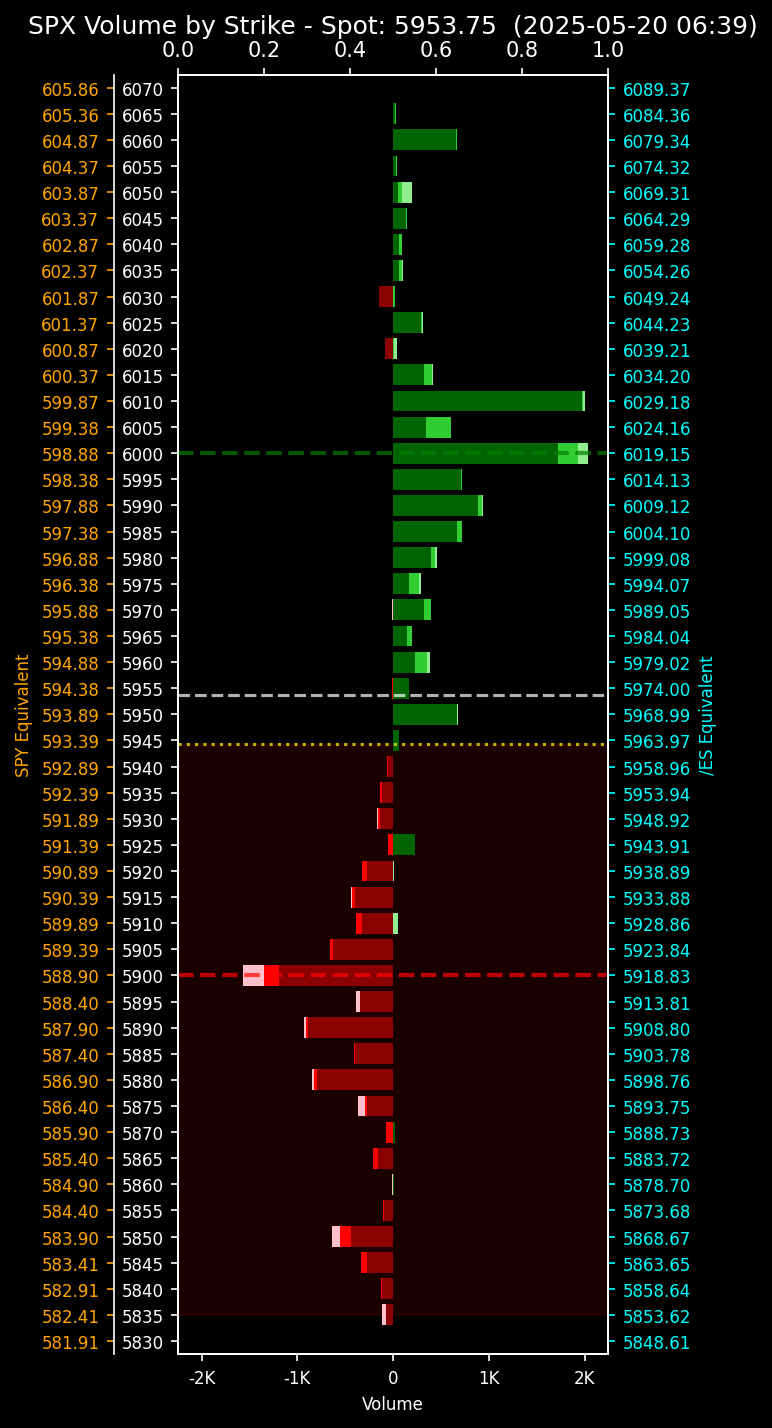 SPX Volume by Strike - Spot: 5953.75 (2025-05-20 06:39)
0.0 0.2 0.4 0.6 0.8 1.0
605.86 6070 6089.37
605.36 6065 6084.36
604.87 6060 6079.34
604.37 6055 6074.32
603.87 6050 6069.31
603.37 6045 6064.29
602.87 6040 6059.28
602.37 6035 6054.26
601.87 6030 6049.24
601.37 6025 6044.23
600.87 6020 6039.21
600.37 6015 6034.20
599.87 6010 6029.18
599.38 6005 6024.16
598.88 6000 6019.15
598.38 5995 6014.13
597.88 5990 6009.12
597.38 5985 6004.10
596.88 5980 5999.08
596.38 5975 5994.07
595.88 5970 5989.05
595.38 5965 5984.04
594.88 5960 5979.02
594.38 5955 5974.00
593.89 5950 5968.99
593.39 5945 5963.97
592.89 5940 5958.96
592.39 5935 5953.94
591.89 5930 5948.92
591.39 5925 5943.91
590.89 5920 5938.89
590.39 5915 5933.88
589.89 5910 5928.86
589.39 5905 5923.84
588.90 5900 5918.83
588.40 5895 5913.81
587.90 5890 5908.80
587.40 5885 5903.78
586.90 5880 5898.76
586.40 5875 5893.75
585.90 5870 5888.73
585.40 5865 5883.72
584.90 5860 5878.70
584.40 5855 5873.68
583.90 5850 5868.67
583.41 5845 5863.65
582.91 5840 5858.64
582.41 5835 5853.62
581.91 5830 5848.61
SPY Equivalent
/ES Equivalent
-2K -1K 0 1K 2K
Volume